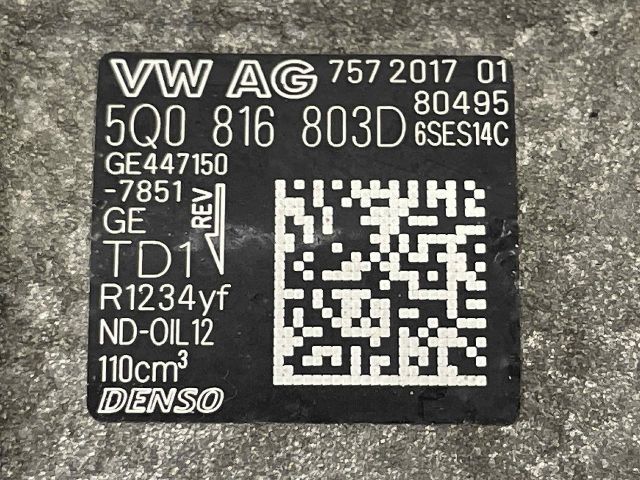 VW AG 757 2017 01
80495
5Q0 816 803D 6SES14C
GE447150
-7851
REV
GE
TD1
R1234yf
ND-OIL12
110cm³
DENSO